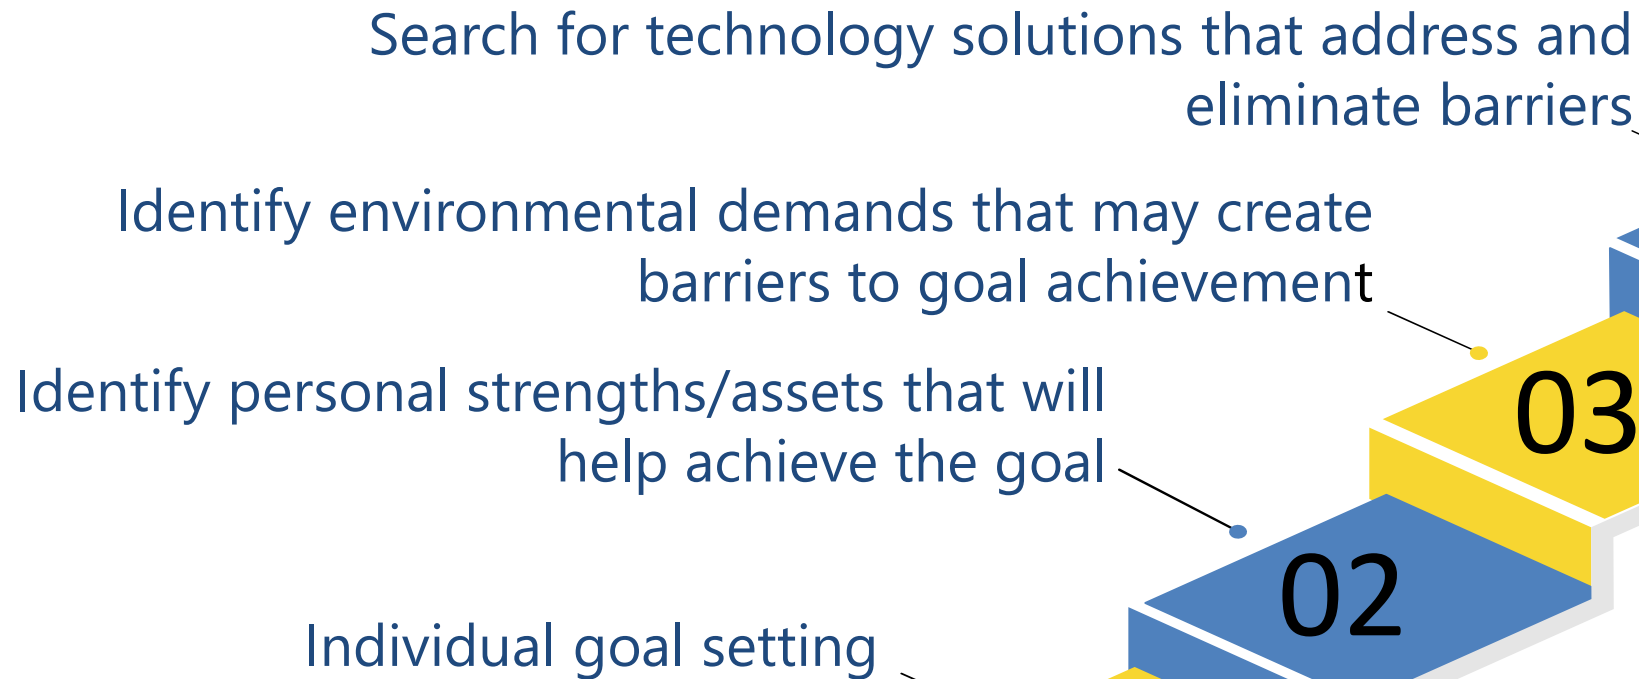 Search for technology solutions that address and
eliminate barriers
Identify environmental demands that may create
barriers to goal achievement
03
Identify personal strengths/assets that will
help achieve the goal
02
Individual goal setting